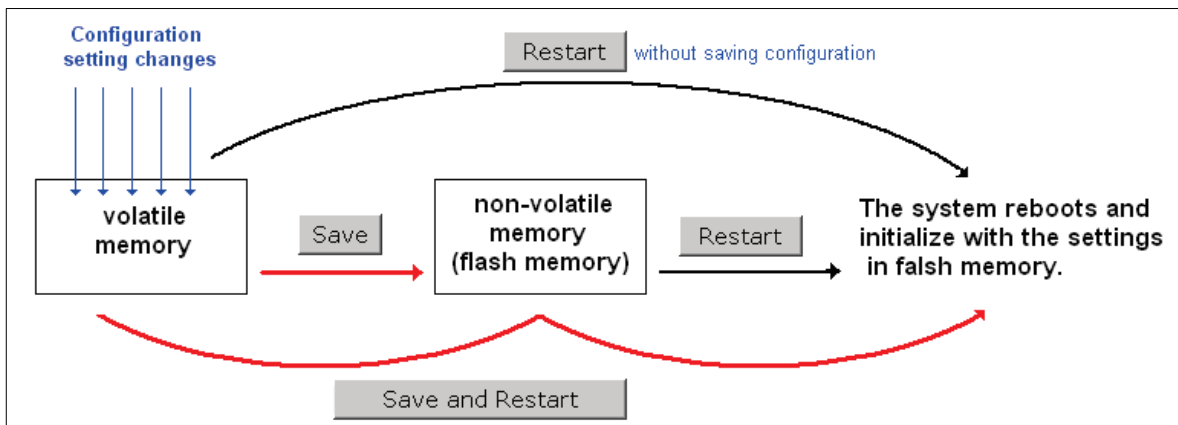 Configuration
setting changes
Restart without saving configuration
volatile
memory
Save
non-volatile
memory
(flash memory)
Restart
The system reboots and
initialize with the settings
in falsh memory.
Save and Restart